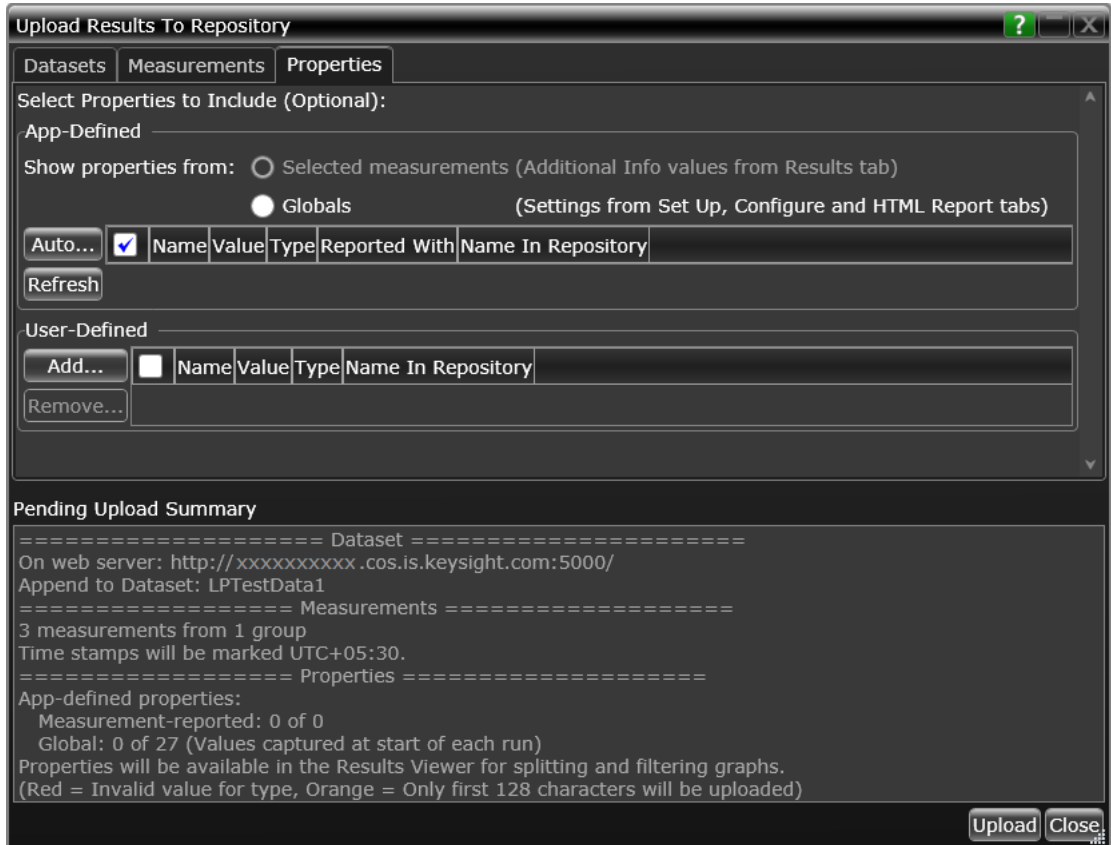 Upload Results To Repository
?
X
Datasets Measurements Properties
Select Properties to Include (Optional):
App-Defined
Show properties from: Selected measurements (Additional Info values from Results tab)
Globals (Settings from Set Up, Configure and HTML Report tabs)
Auto... Name Value Type Reported With Name In Repository
Refresh
User-Defined
Add... Name Value Type Name In Repository
Remove...
Pending Upload Summary
==================== Dataset ======================
On web server: http://xxxxxxxxxx.cos.is.keysight.com:5000/
Append to Dataset: LPTestData1
================== Measurements ===================
3 measurements from 1 group
Time stamps will be marked UTC+05:30.
================== Properties ====================
App-defined properties:
Measurement-reported: 0 of 0
Global: 0 of 27 (Values captured at start of each run)
Properties will be available in the Results Viewer for splitting and filtering graphs.
(Red = Invalid value for type, Orange = Only first 128 characters will be uploaded)
Upload Close